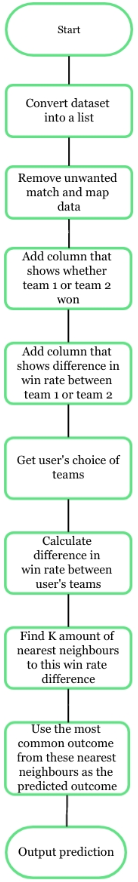 Start
Convert dataset
into a list
Remove unwanted
match and map
data
Add column that
shows whether
team 1 or team 2
won
Add column that
shows difference in
win rate between
team 1 or team 2
Get user's choice of
teams
Calculate
difference in
win rate between
user's teams
Find K amount of
nearest neighbours
to this win rate
difference
Use the most
common outcome
from these nearest
neighbours as the
predicted outcome
Output prediction